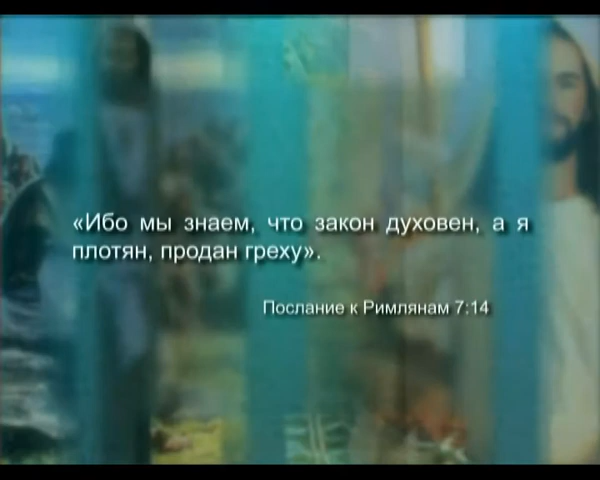 «Ибо мы знаем, что закон духовен, а я
плотян, продан греху».
Послание к Римлянам 7:14